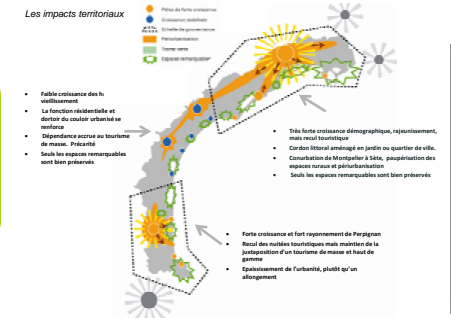 Les impacts territoriaux
Pôles de forte croissance
Croissance stabilisée
Echelle de gouvernance
Périurbanisation
Trame verte
Espaces remarquables
• Faible croissance des h
vieillissement
• La fonction résidentielle et
dortoir du couloir urbanisé se
renforce
• Dépendance accrue au tourisme
de masse. Précarité
• Seuls les espaces remarquables
sont bien préservés
• Très forte croissance démographique, rajeunissement,
mais recul touristique
• Cordon littoral aménagé en jardin ou quartier de ville.
• Conurbation de Montpellier à Sète, paupérisation des
espaces ruraux et périurbanisation
• Seuls les espaces remarquables sont bien préservés
• Forte croissance et fort rayonnement de Perpignan
• Recul des nuitées touristiques mais maintien de la
juxtaposition d'un tourisme de masse et haut de
gamme
• Epaissement de l'urbanité, plutôt qu'un
allongement